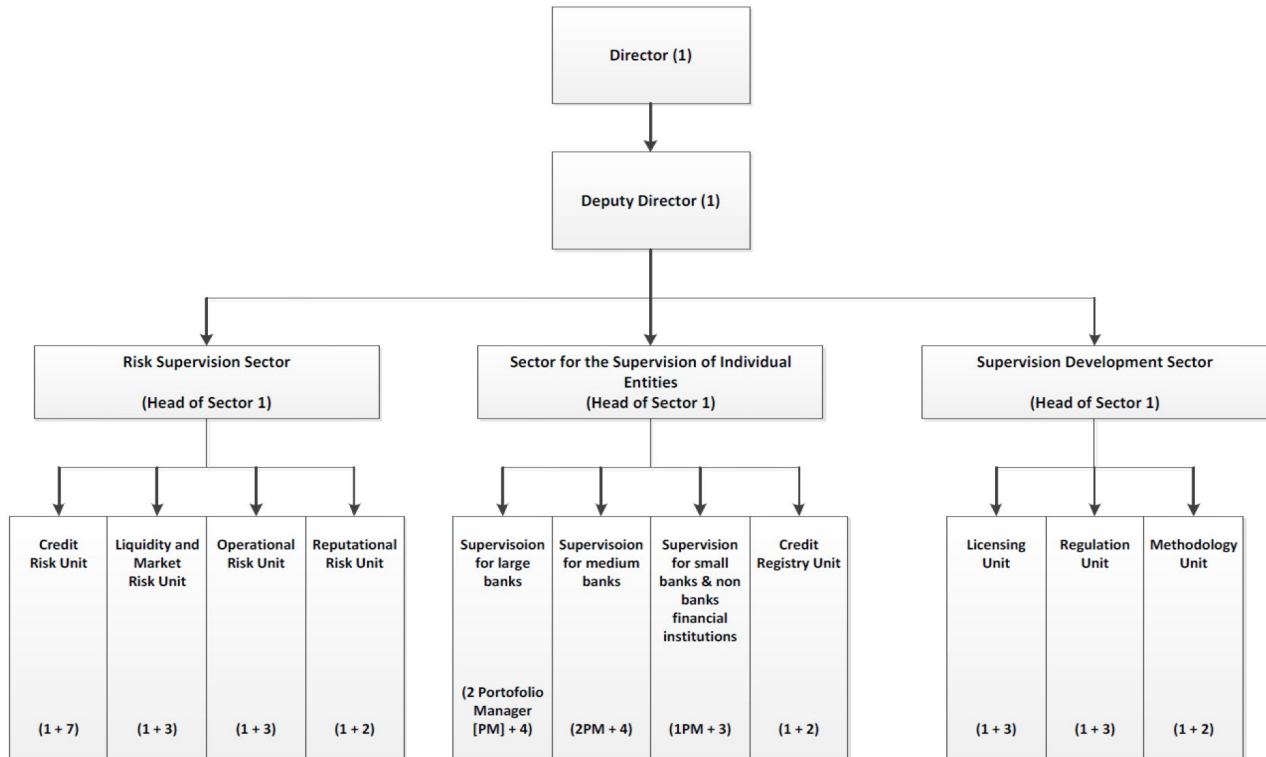 Director (1)
Deputy Director (1)
Risk Supervision Sector
(Head of Sector 1)
Sector for the Supervision of Individual
Entities
(Head of Sector 1)
Supervision Development Sector
(Head of Sector 1)
Credit
Risk Unit
(1 + 7)
Liquidity and
Market
Risk Unit
(1 + 3)
Operational
Risk Unit
(1 + 3)
Reputational
Risk Unit
(1 + 2)
Supervisoion
for large
banks
(2 Portofolio
Manager
[PM] + 4)
Supervisoion
for medium
banks
(2PM + 4)
Supervision
for small
banks & non
banks
financial
institutions
(1PM + 3)
Credit
Registry Unit
(1 + 2)
Licensing
Unit
(1 + 3)
Regulation
Unit
(1 + 3)
Methodology
Unit
(1 + 2)